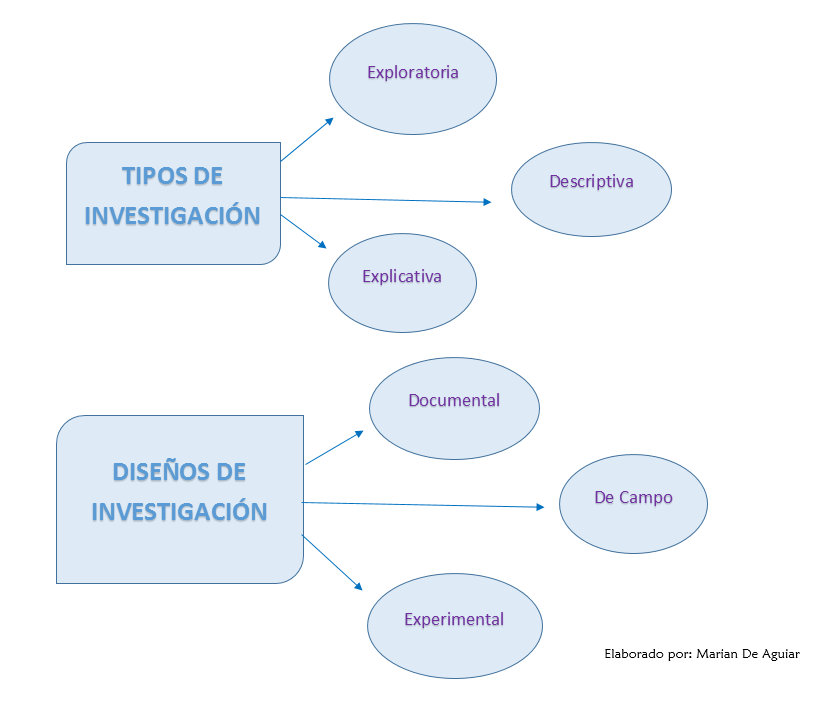 Exploratoria
TIPOS DE
INVESTIGACIÓN
Descriptiva
Explicativa
Documental
DISEÑOS DE
INVESTIGACIÓN
De Campo
Experimental
Elaborado por: Marian De Aguiar